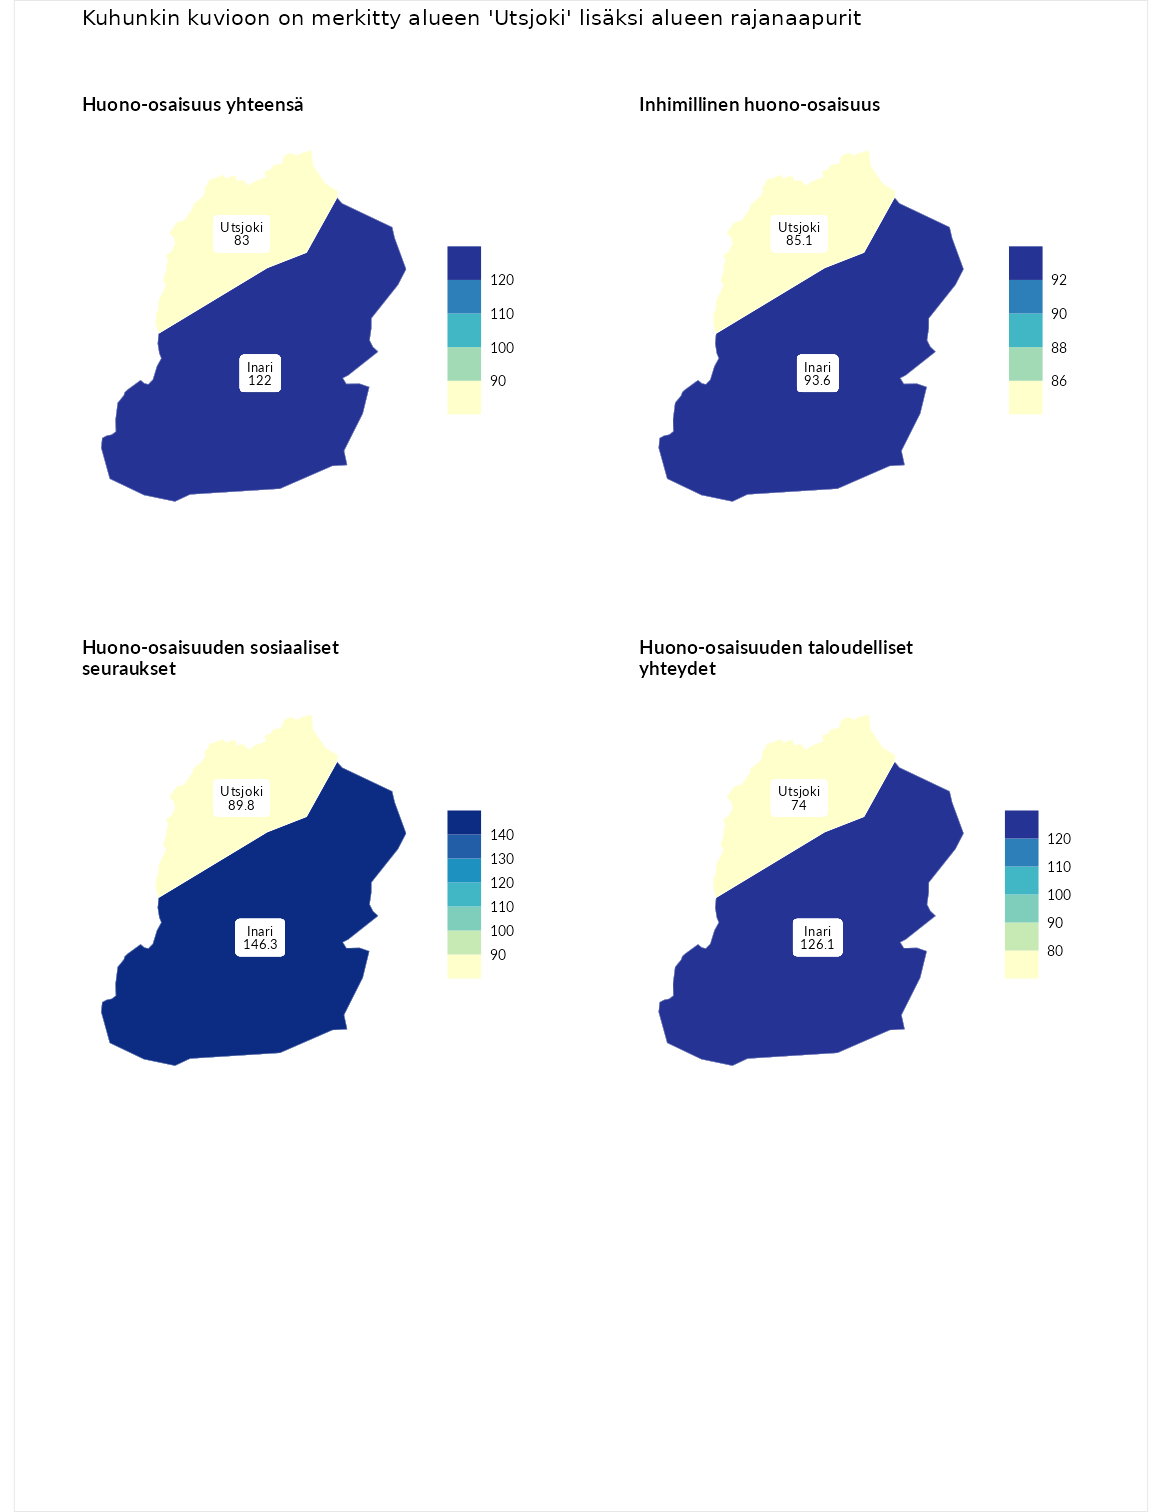 Kuhunkin kuvioon on merkitty alueen 'Utsjoki' lisäksi alueen rajanaapurit
Huono-osaisuus yhteensä
Utsjoki
83
Inari
122
120
110
100
90
Inhimillinen huono-osaisuus
Utsjoki
85.1
Inari
93.6
92
90
88
86
Huono-osaisuuden sosiaaliset
seuraukset
Utsjoki
89.8
Inari
146.3
140
130
120
110
100
90
Huono-osaisuuden taloudelliset
yhteydet
Utsjoki
74
Inari
126.1
120
110
100
90
80